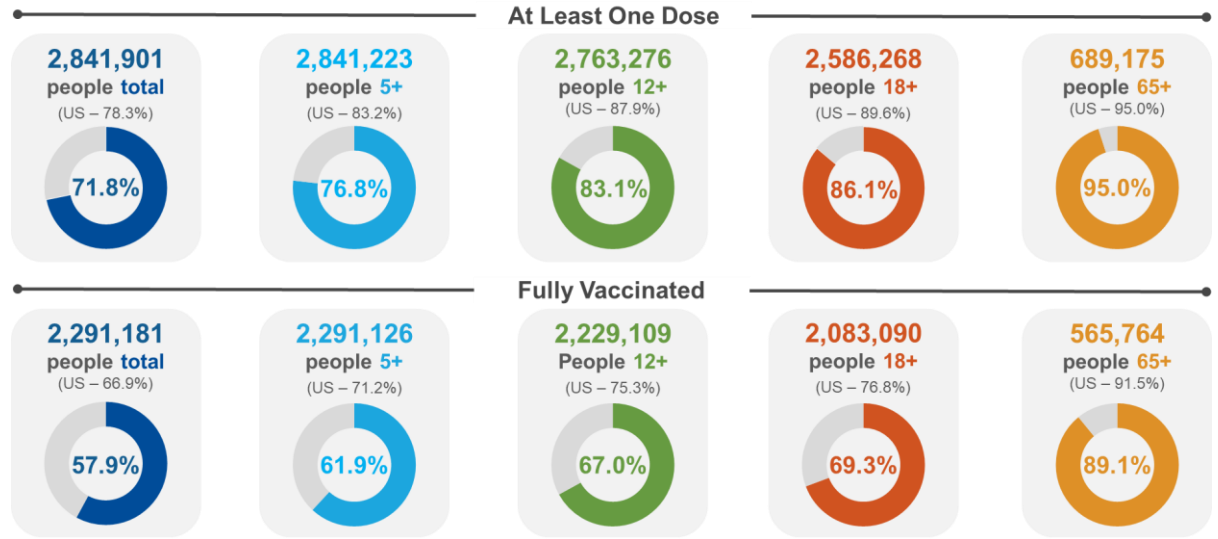 At Least One Dose
2,841,901
people total
(US – 78.3%)
71.8%
2,841,223
people 5+
(US – 83.2%)
76.8%
2,763,276
people 12+
(US – 87.9%)
83.1%
2,586,268
people 18+
(US – 89.6%)
86.1%
689,175
people 65+
(US – 95.0%)
95.0%
Fully Vaccinated
2,291,181
people total
(US – 66.9%)
57.9%
2,291,126
people 5+
(US – 71.2%)
61.9%
2,229,109
People 12+
(US – 75.3%)
67.0%
2,083,090
people 18+
(US – 76.8%)
69.3%
565,764
people 65+
(US – 91.5%)
89.1%